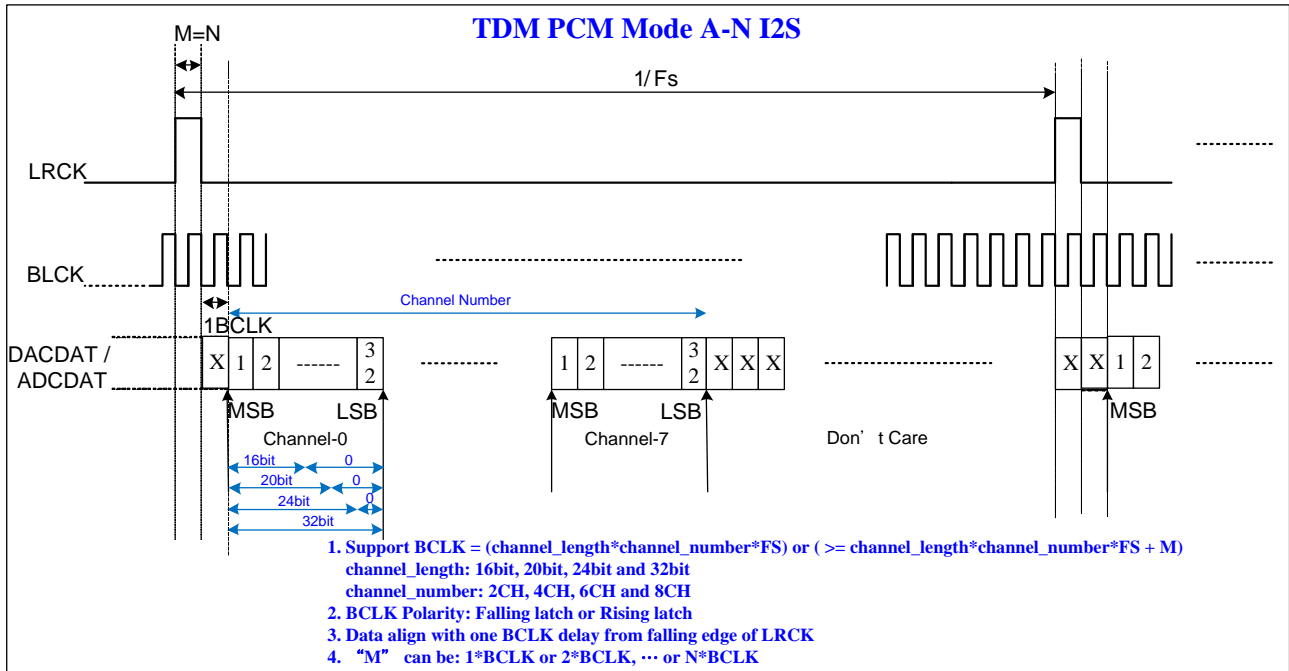 TDM PCM Mode A-N I2S
M=N
1/ Fs
LRCK
BLCK
Channel Number
1BCLK
DACDAT /
ADCDAT
X 1 2 ------ 3 2
1 2 ------ 3 2 X X X
X X 1 2
MSB LSB
MSB LSB
MSB
Channel-0
Channel-7
Don’ t Care
16bit 0
20bit 0
24bit 0
32bit
1. Support BCLK = (channel_length*channel_number*FS) or ( >= channel_length*channel_number*FS + M)
channel_length: 16bit, 20bit, 24bit and 32bit
channel_number: 2CH, 4CH, 6CH and 8CH
2. BCLK Polarity: Falling latch or Rising latch
3. Data align with one BCLK delay from falling edge of LRCK
4. “M” can be: 1*BCLK or 2*BCLK, ⋯ or N*BCLK